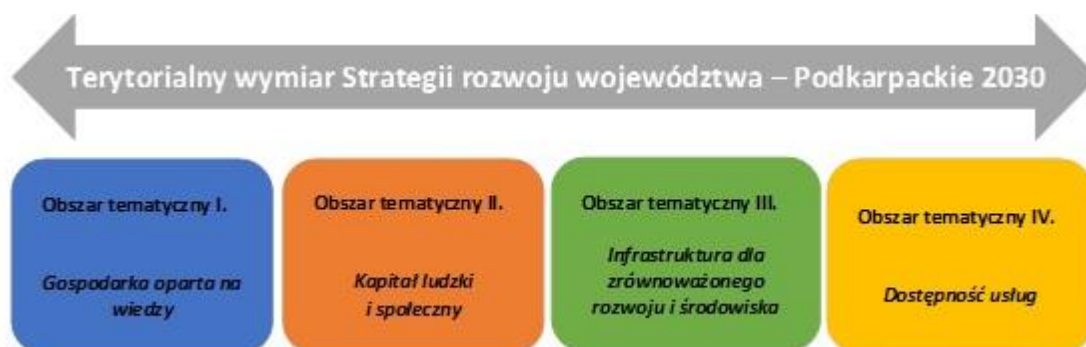 Terytorialny wymiar Strategii rozwoju województwa – Podkarpackie 2030
Obszar tematyczny I.
Gospodarka oparta na
wiedzy
Obszar tematyczny II.
Kapitał ludzki
i społeczny
Obszar tematyczny III.
Infrastruktura dla
zrównoważonego
rozwoju i środowiska
Obszar tematyczny IV.
Dostępność usług